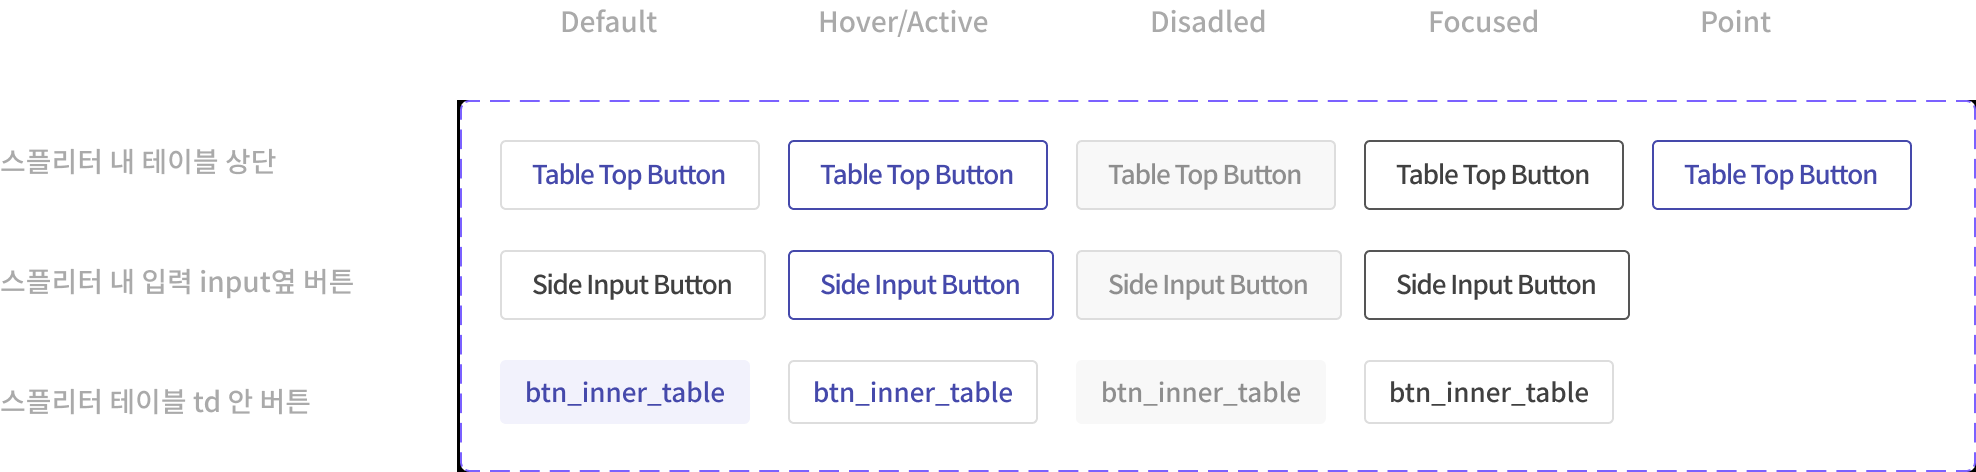 Default Hover/Active Disadled Focused Point
스플리터 내 테이블 상단 Table Top Button Table Top Button Table Top Button Table Top Button Table Top Button
스플리터 내 입력 input옆 버튼 Side Input Button Side Input Button Side Input Button Side Input Button
스플리터 테이블 td 안 버튼 btn_inner_table btn_inner_table btn_inner_table btn_inner_table